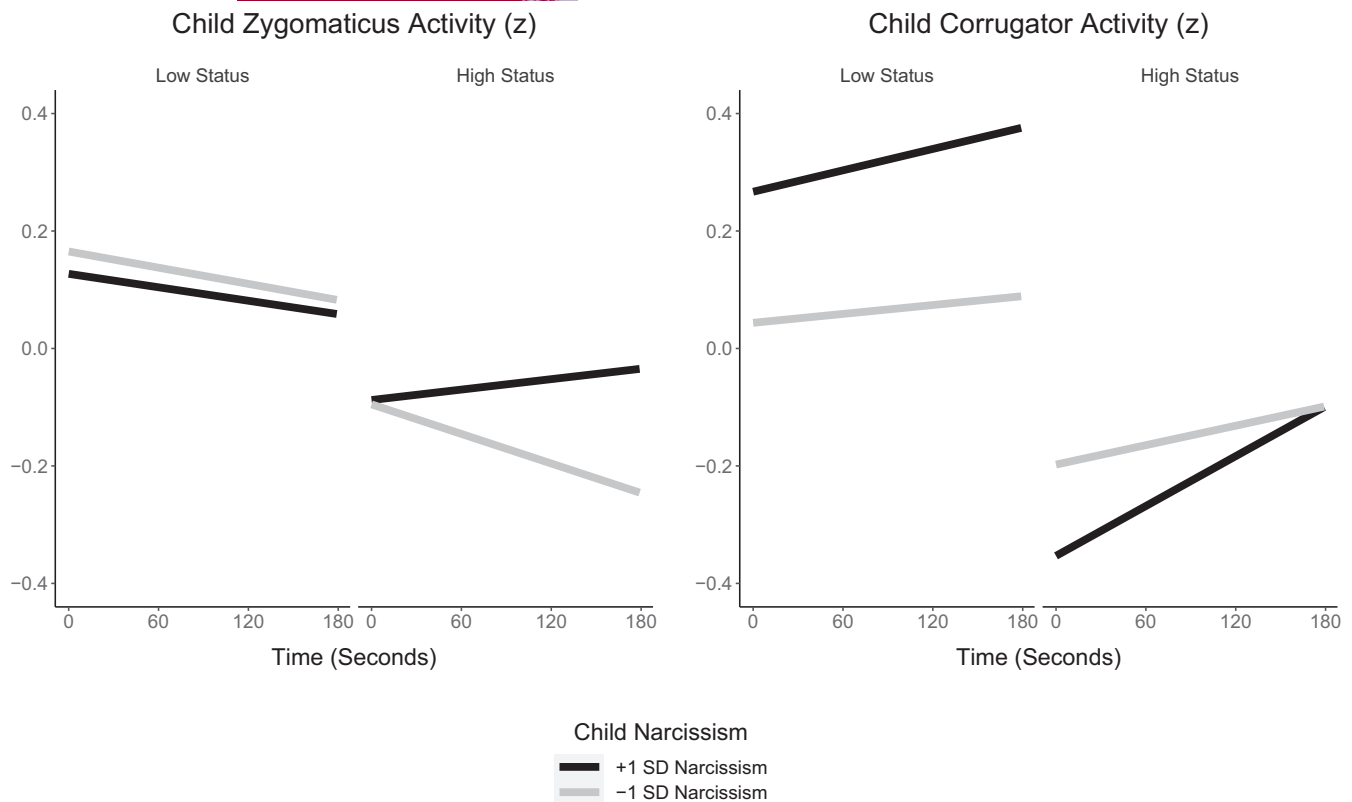 Child Zygomaticus Activity (z)
Child Corrugator Activity (z)
Low Status
High Status
Low Status
High Status
0.4
0.2
0.0
−0.2
−0.4
0.4
0.2
0.0
−0.2
−0.4
0 60 120 180 0 60 120 180
0 60 120 180 0 60 120 180
Time (Seconds)
Time (Seconds)
Child Narcissism
+1 SD Narcissism
−1 SD Narcissism